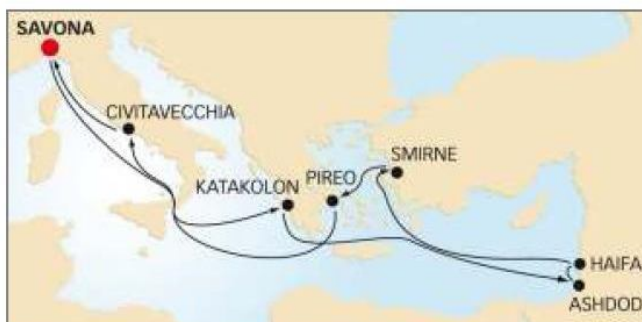 SAVONA
CIVITAVECCHIA
KATAKOLON
PIREO
SMIRNE
HAIFA
ASHDOD